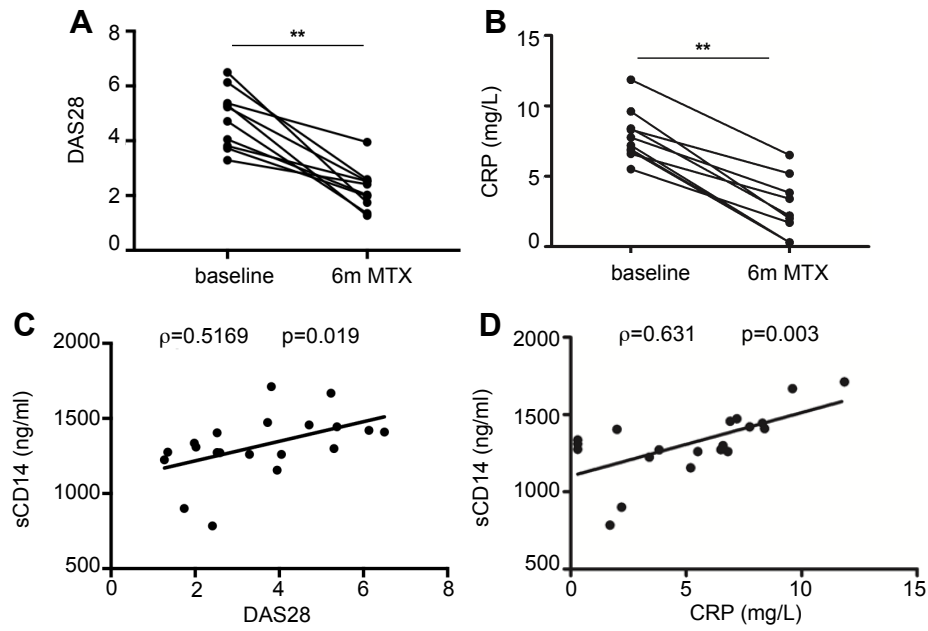 A
8
6
4
2
0
DAS28
**
baseline
6m MTX
B
15
10
5
0
CRP (mg/L)
**
baseline
6m MTX
C
ρ=0.5169 p=0.019
2000
1500
1000
500
sCD14 (ng/ml)
0 2 4 6 8
DAS28
D
ρ=0.631 p=0.003
2000
1500
1000
500
sCD14 (ng/ml)
0 5 10 15
CRP (mg/L)